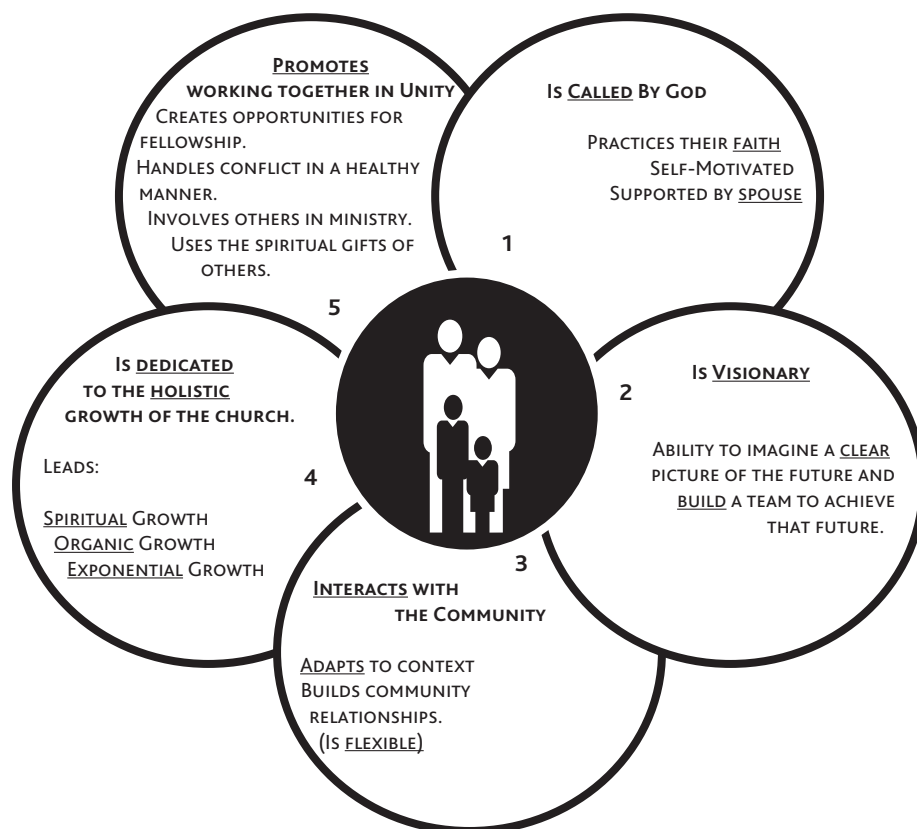 Promotes
working together in Unity
Creates opportunities for
fellowship.
Handles conflict in a healthy
manner.
Involves others in ministry.
Uses the spiritual gifts of
others.
5
Is Called By God
Practices their faith
Self-Motivated
Supported by spouse
1
Is Visionary
2
Ability to imagine a clear
picture of the future and
build a team to achieve
that future.
3
Interacts with
the Community
Adapts to context
Builds community
relationships.
(Is flexible)
Is dedicated
to the holistic
growth of the church.
Leads:
4
Spiritual Growth
Organic Growth
Exponential Growth